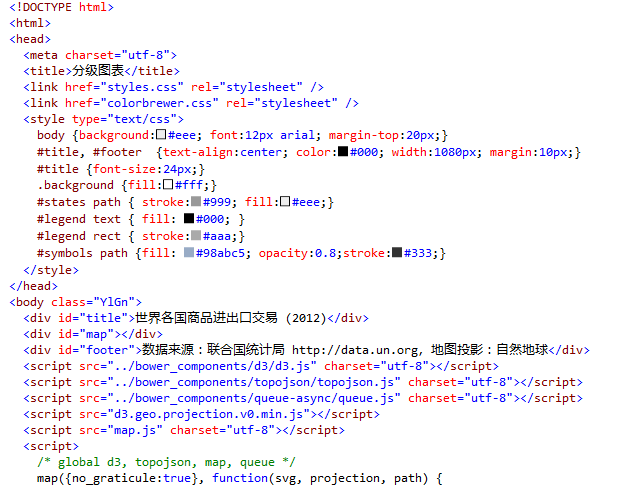 <!DOCTYPE html>
<html>
<head>
  <meta charset="utf-8">
  <title>分级图表</title>
  <link href="styles.css" rel="stylesheet" />
  <link href="colorbrewer.css" rel="stylesheet" />
  <style type="text/css">
    body {background:#eee; font:12px arial; margin-top:20px;}
    #title, #footer  {text-align:center; color:#000; width:1080px; margin:10px;}
    #title {font-size:24px;}
    .background {fill:#fff;}
    #states path { stroke:#999; fill:#eee;}
    #legend text { fill: #000; }
    #legend rect { stroke:#aaa;}
    #symbols path {fill: #98abc5; opacity:0.8;stroke:#333;}
  </style>
</head>
<body class="YlGn">
  <div id="title">世界各国商品进出口交易 (2012)</div>
  <div id="map"></div>
  <div id="footer">数据来源：联合国统计局 http://data.un.org, 地图投影：自然地球</div>
  <script src="../bower_components/d3/d3.js" charset="utf-8"></script>
  <script src="../bower_components/topojson/topojson.js" charset="utf-8"></script>
  <script src="../bower_components/queue-async/queue.js" charset="utf-8"></script>
  <script src="d3.geo.projection.v0.min.js"></script>
  <script src="map.js" charset="utf-8"></script>
  <script>
    /* global d3, topojson, map, queue */
    map({no_graticule:true}, function(svg, projection, path) {